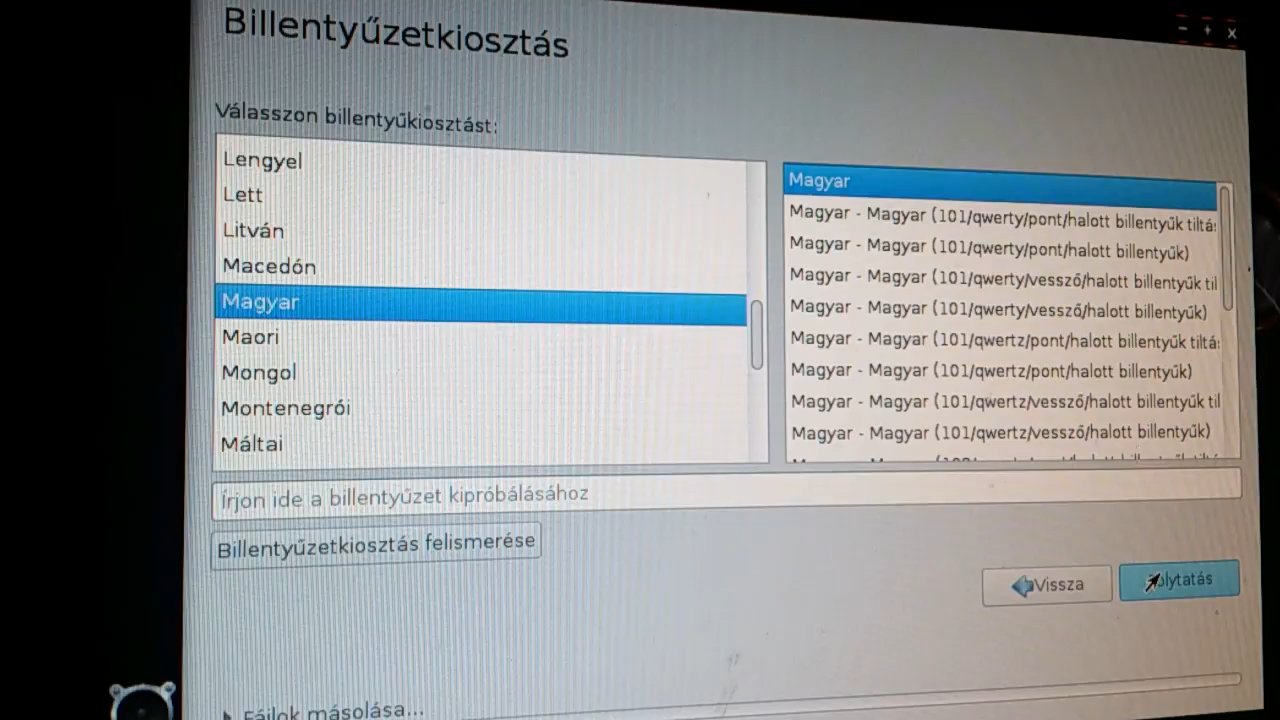 Billentyűzetkiosztás
Válasszon billentyűkiosztást:
Lengyel
Lett
Litván
Macedón
Magyar
Maori
Mongol
Montenegrói
Máltai
Magyar
Magyar - Magyar (101/qwerty/pont/halott billentyűk tiltás
Magyar - Magyar (101/qwerty/pont/halott billentyűk)
Magyar - Magyar (101/qwerty/vessző/halott billentyűk til
Magyar - Magyar (101/qwerty/vessző/halott billentyűk)
Magyar - Magyar (101/qwertz/pont/halott billentyűk tiltás
Magyar - Magyar (101/qwertz/pont/halott billentyűk)
Magyar - Magyar (101/qwertz/vessző/halott billentyűk til
Magyar - Magyar (101/qwertz/vessző/halott billentyűk)
Írjon ide a billentyűzet kipróbálásához
Billentyűzetkiosztás felismerése
Vissza
Folytatás
Fájlok másolása...